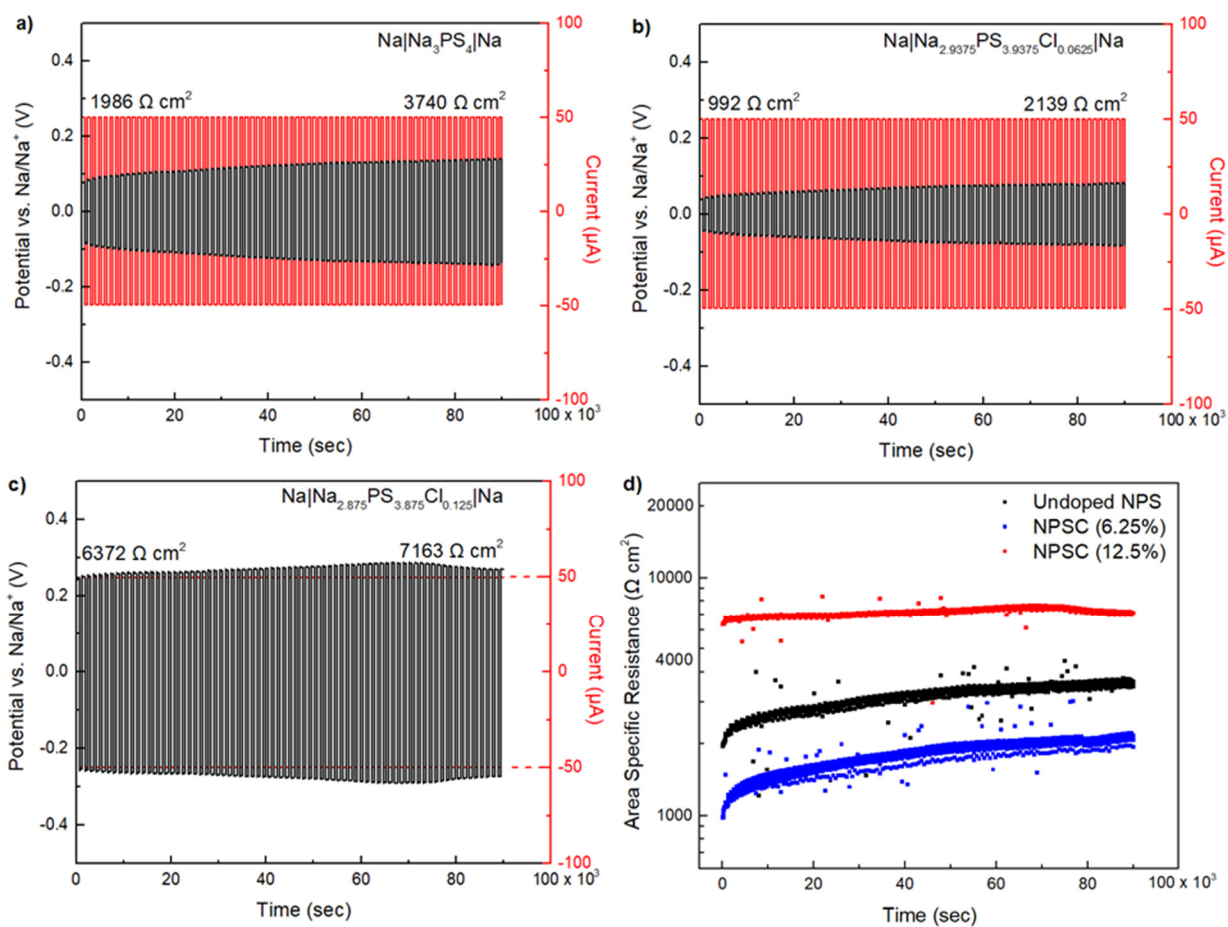 a)
Na|Na₃PS₄|Na
1986 Ω cm²
3740 Ω cm²
Potential vs. Na/Na⁺ (V)
0.4
0.2
0.0
-0.2
-0.4
Current (µA)
100
50
0
-50
-100
0
20
40
60
80
100 x 10³
Time (sec)
b)
Na|Na₂.₉₃₇₅PS₃.₉₃₇₅Cl₀.₀₆₂₅|Na
992 Ω cm²
2139 Ω cm²
Potential vs. Na/Na⁺ (V)
0.4
0.2
0.0
-0.2
-0.4
Current (µA)
100
50
0
-50
-100
0
20
40
60
80
100 x 10³
Time (sec)
c)
Na|Na₂.₈₇₅PS₃.₈₇₅Cl₀.₁₂₅|Na
6372 Ω cm²
7163 Ω cm²
Potential vs. Na/Na⁺ (V)
0.4
0.2
0.0
-0.2
-0.4
Current (µA)
100
50
0
-50
-100
0
20
40
60
80
100 x 10³
Time (sec)
d)
Undoped NPS
NPSC (6.25%)
NPSC (12.5%)
Area Specific Resistance (Ω cm²)
20000
10000
4000
1000
0
20
40
60
80
100 x 10³
Time (sec)